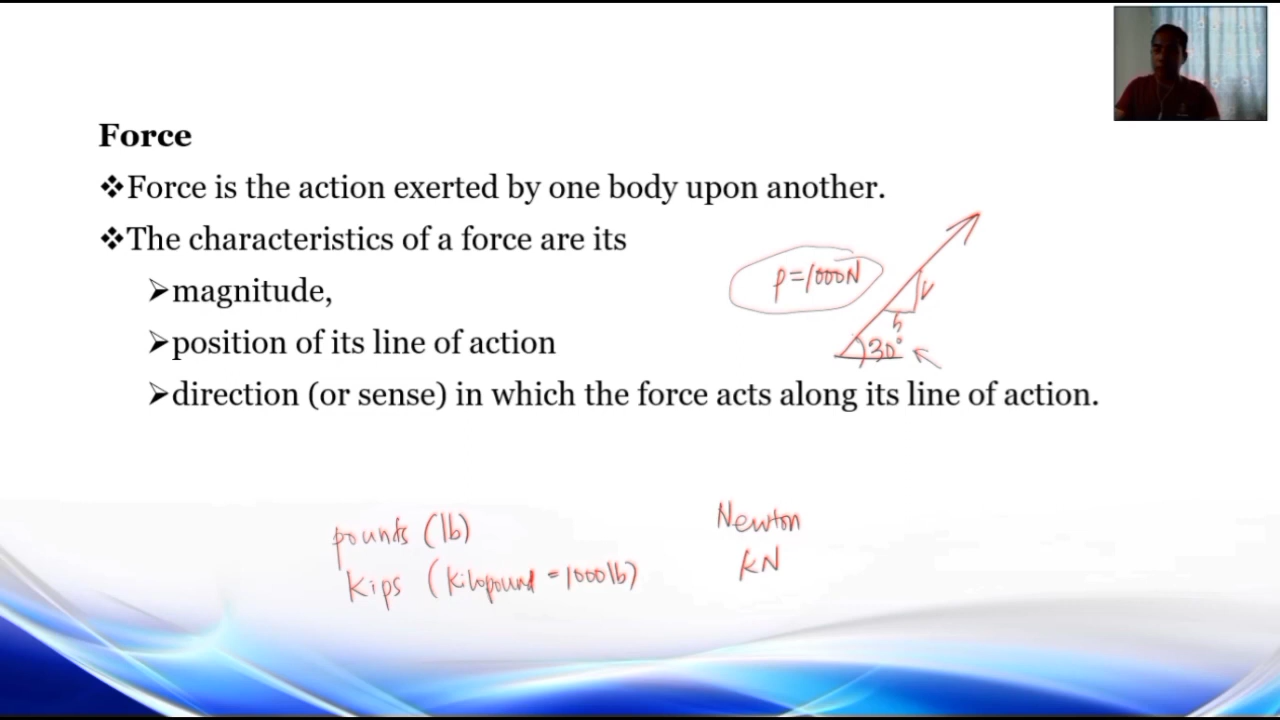 Force
❖Force is the action exerted by one body upon another.
❖The characteristics of a force are its
➢magnitude,
P=1000N
v
h
➢position of its line of action
30°
➢direction (or sense) in which the force acts along its line of action.
pounds (lb)
Newton
kips (kilopound = 1000 lb)
kN